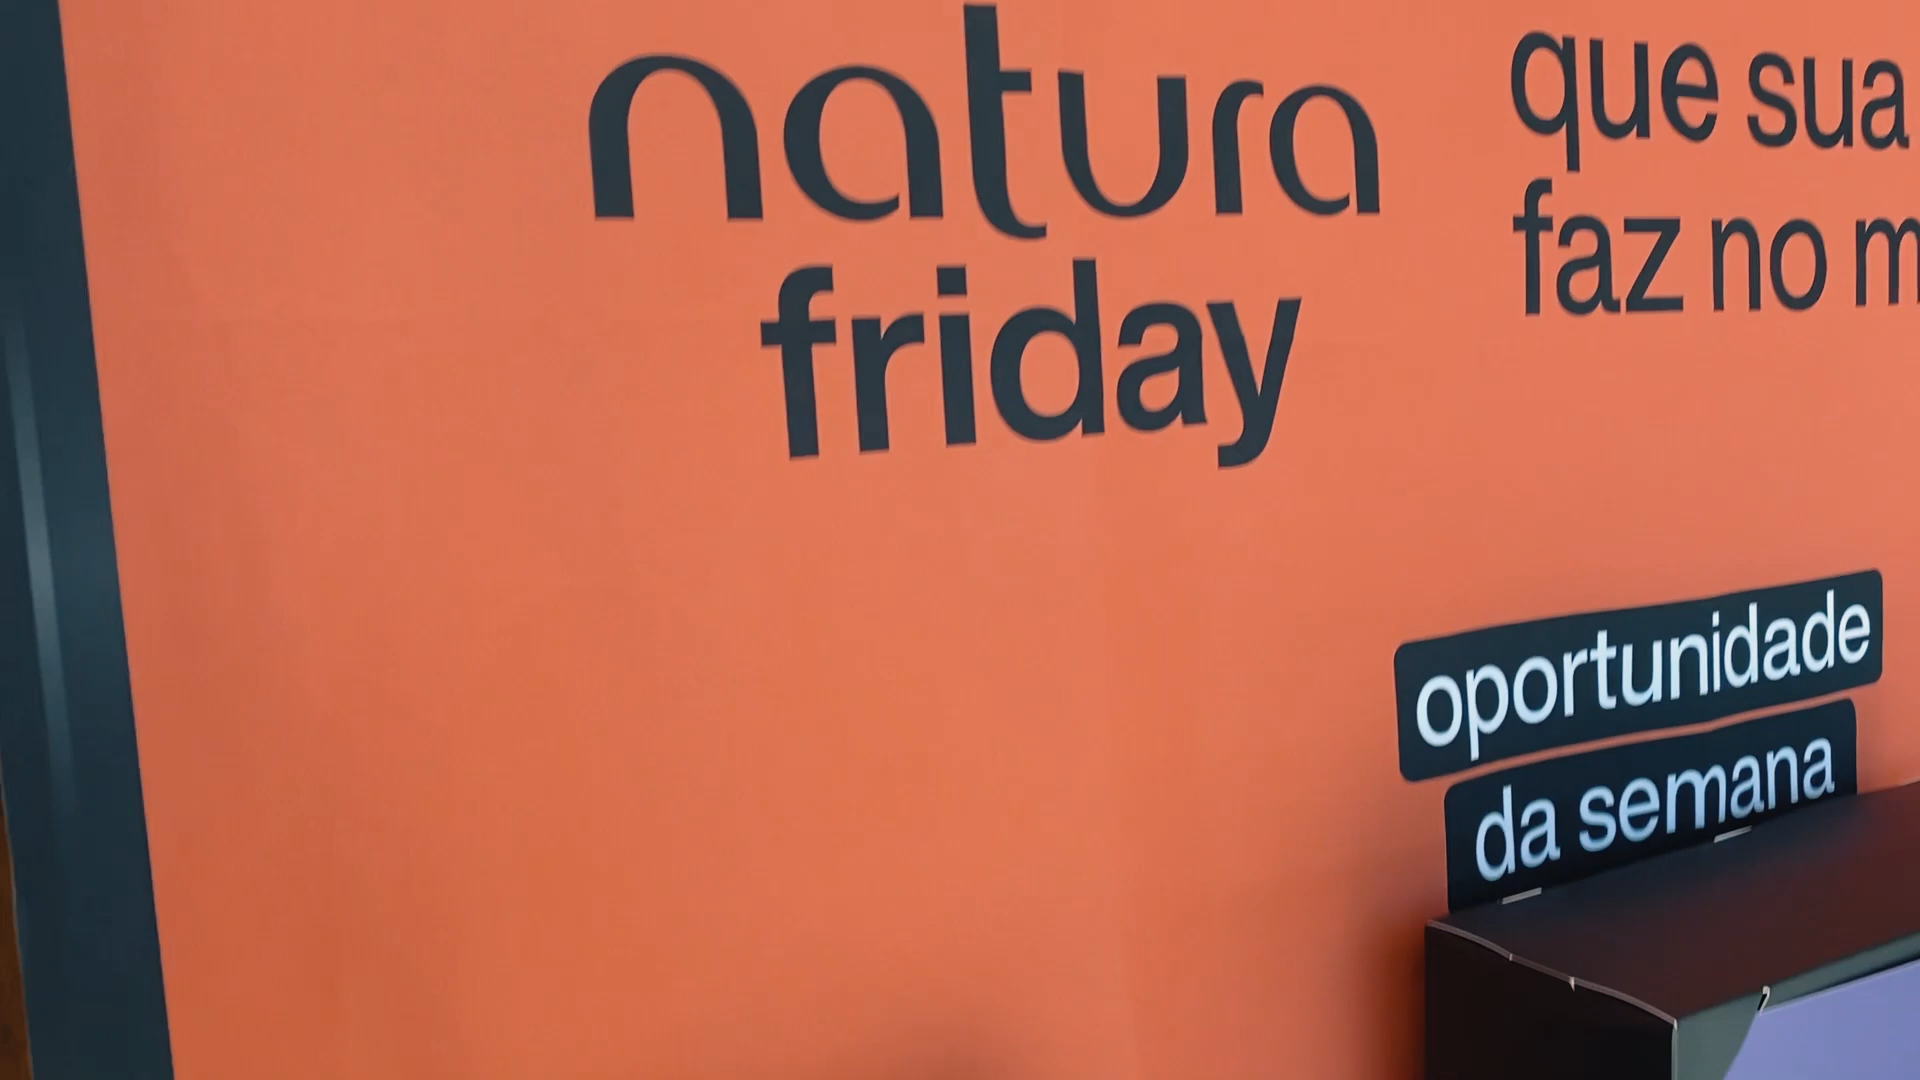 natura
friday
que sua
faz no m
oportunidade
da semana